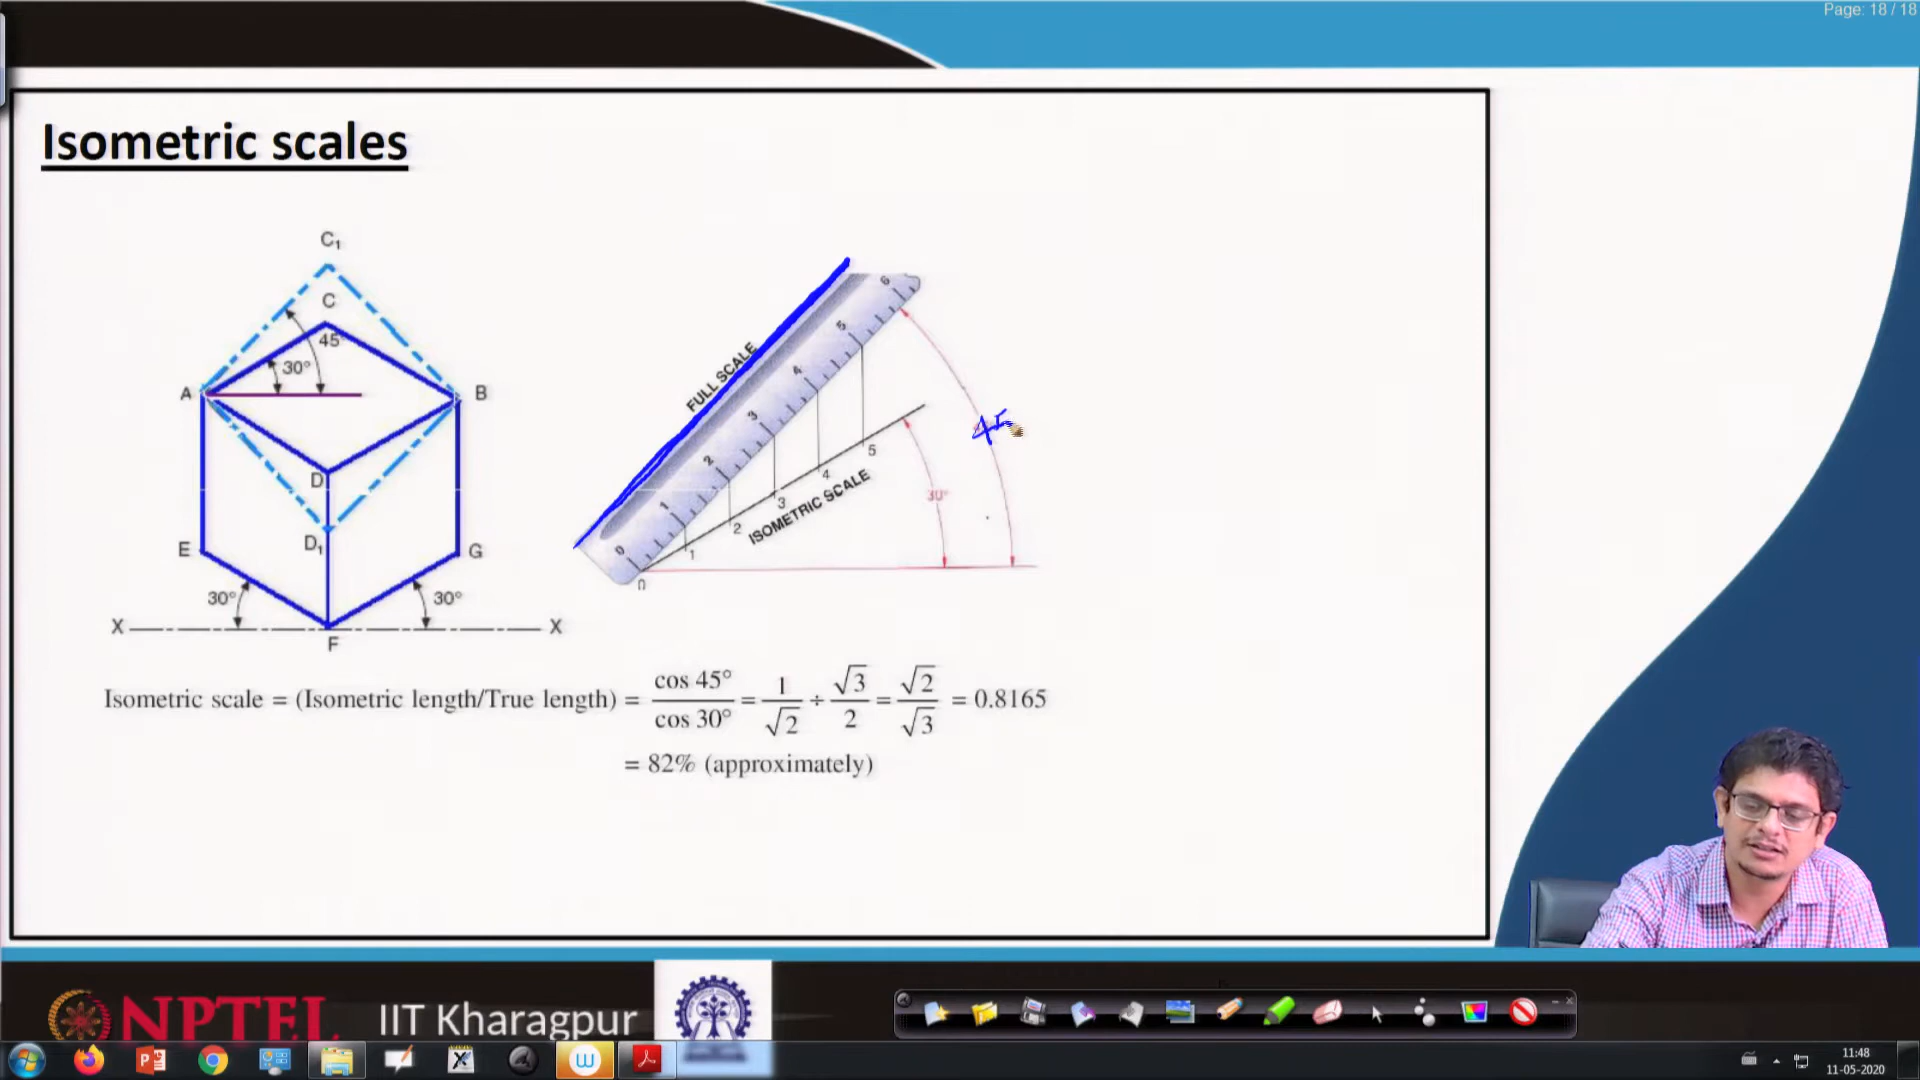 Page: 18 / 18
Isometric scales
C₁
C
45°
30°
A
B
D
D₁
E
G
30°
30°
X
X
F
FULL SCALE
0 1 2 3 4 5 6
0 1 2 3 4 5
ISOMETRIC SCALE
30°
45
Isometric scale = (Isometric length/True length) = cos 45° / cos 30° = 1/√2 ÷ √3/2 = √2/√3 = 0.8165
= 82% (approximately)
NPTEL
IIT Kharagpur
11:48
11-05-2020